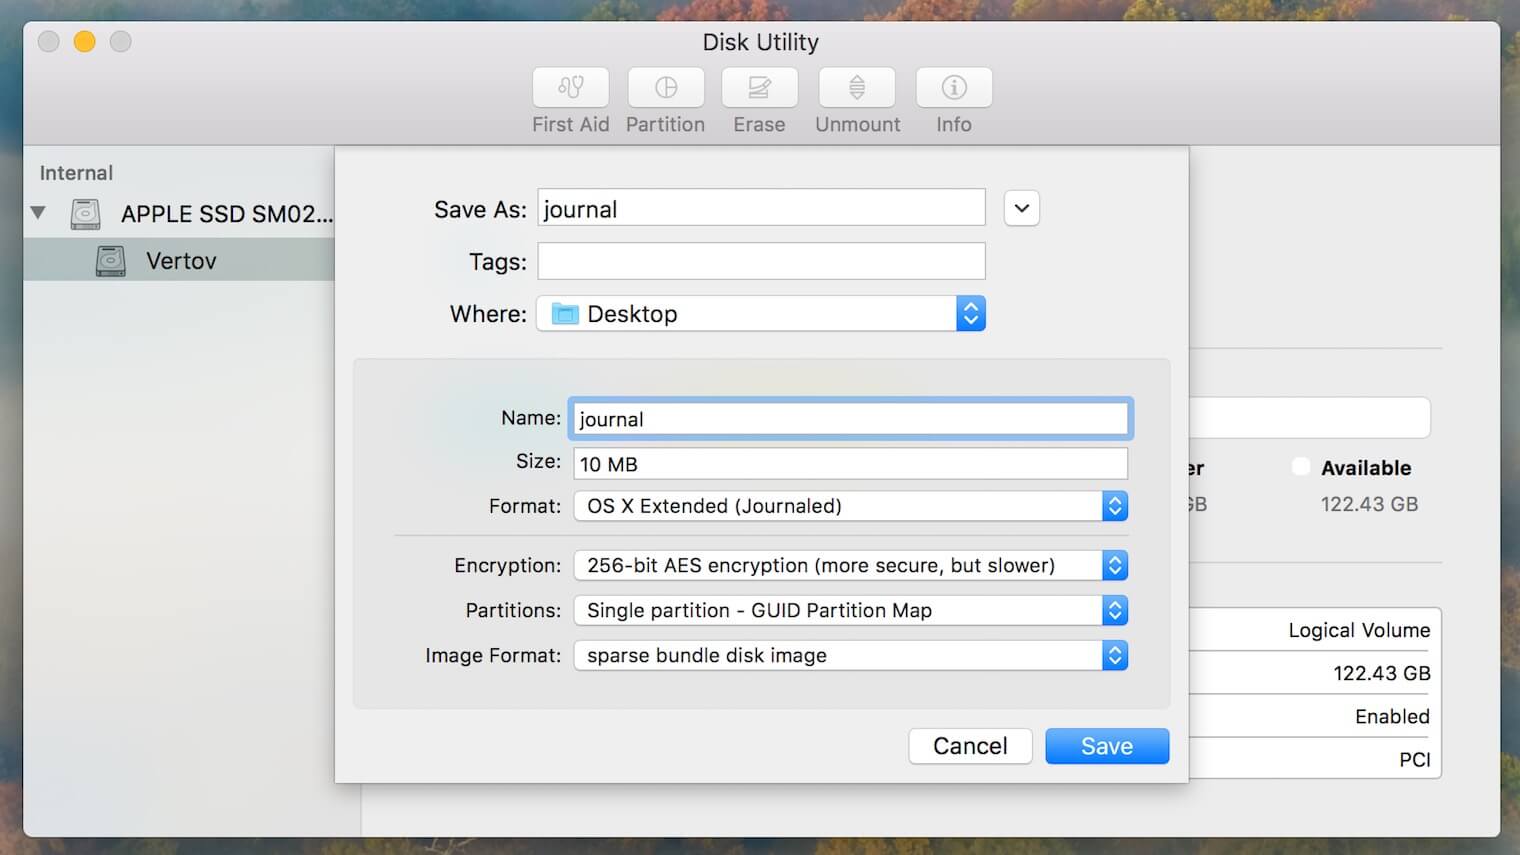 Disk Utility
First Aid
Partition
Erase
Unmount
Info
Internal
APPLE SSD SM02...
Vertov
Save As: journal
Tags:
Where: Desktop
Name: journal
Size: 10 MB
Format: OS X Extended (Journaled)
Encryption: 256-bit AES encryption (more secure, but slower)
Partitions: Single partition - GUID Partition Map
Image Format: sparse bundle disk image
Cancel
Save
er
GB
Available
122.43 GB
Logical Volume
122.43 GB
Enabled
PCI